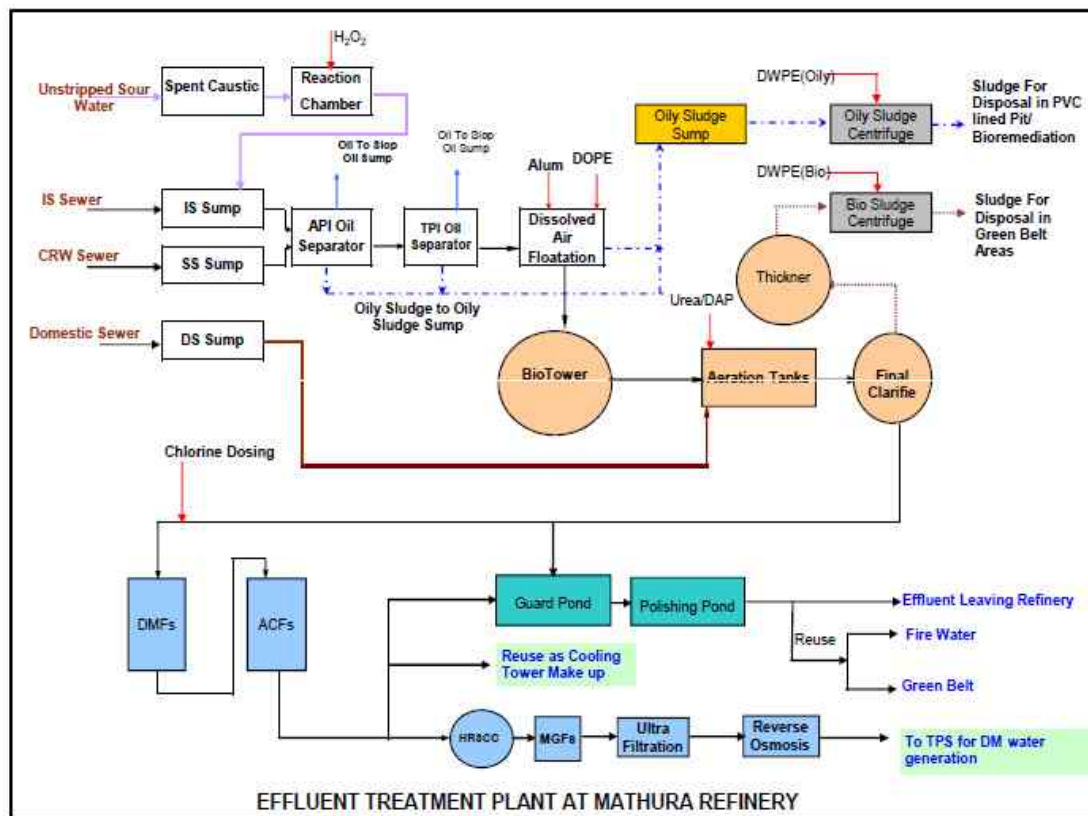 H2O2
Unstripped Sour
Water
Spent Caustic
Reaction
Chamber
DWPE(Oily)
Sludge For
Disposal in PVC
lined Pit/
Bioremediation
Oily Sludge
Sump
Oily Sludge
Centrifuge
Oil To Slop
Oil Sump
Oil To Slop
Oil Sump
Alum
DOPE
DWPE(Bio)
Bio Sludge
Centrifuge
Sludge For
Disposal in
Green Belt
Areas
IS Sewer
IS Sump
API Oil
Separator
TPI Oil
Separator
Dissolved
Air
Floatation
CRW Sewer
SS Sump
Thickner
Oily Sludge to Oily
Sludge Sump
Urea/DAP
Domestic Sewer
DS Sump
BioTower
Aeration Tanks
Final
Clarifie
Chlorine Dosing
DMFs
ACFs
Guard Pond
Polishing Pond
Effluent Leaving Refinery
Reuse
Fire Water
Green Belt
Reuse as Cooling
Tower Make up
HRSCC
MGFs
Ultra
Filtration
Reverse
Osmosis
To TPS for DM water
generation
EFFLUENT TREATMENT PLANT AT MATHURA REFINERY